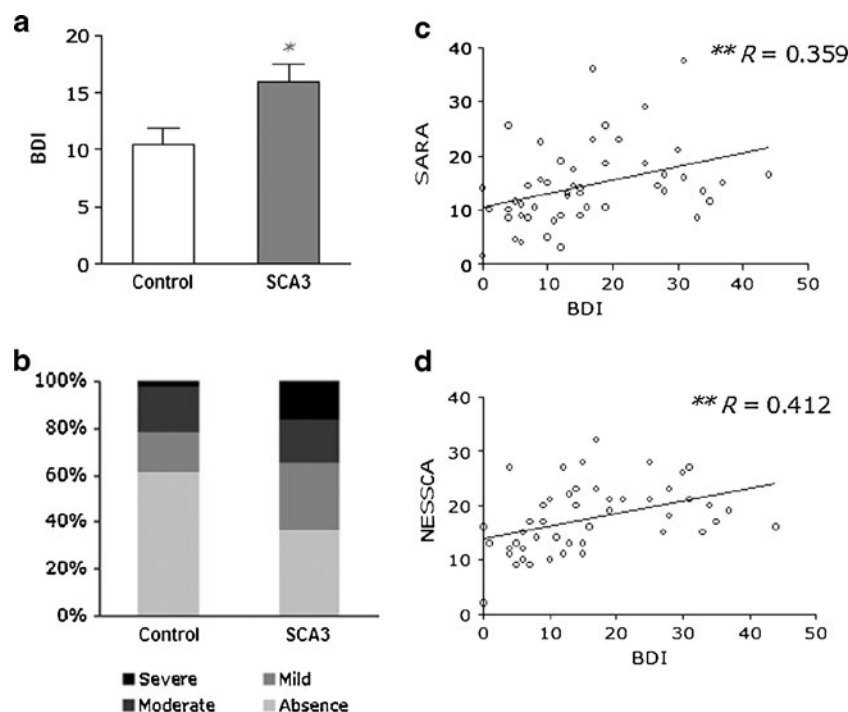 a
20
15
10
5
0
BDI
*
Control SCA3
b
100%
80%
60%
40%
20%
0%
Control SCA3
Severe Mild
Moderate Absence
c
** R = 0.359
40
30
20
10
0
SARA
0 10 20 30 40 50
BDI
d
** R = 0.412
40
30
20
10
0
NESSCA
0 10 20 30 40 50
BDI